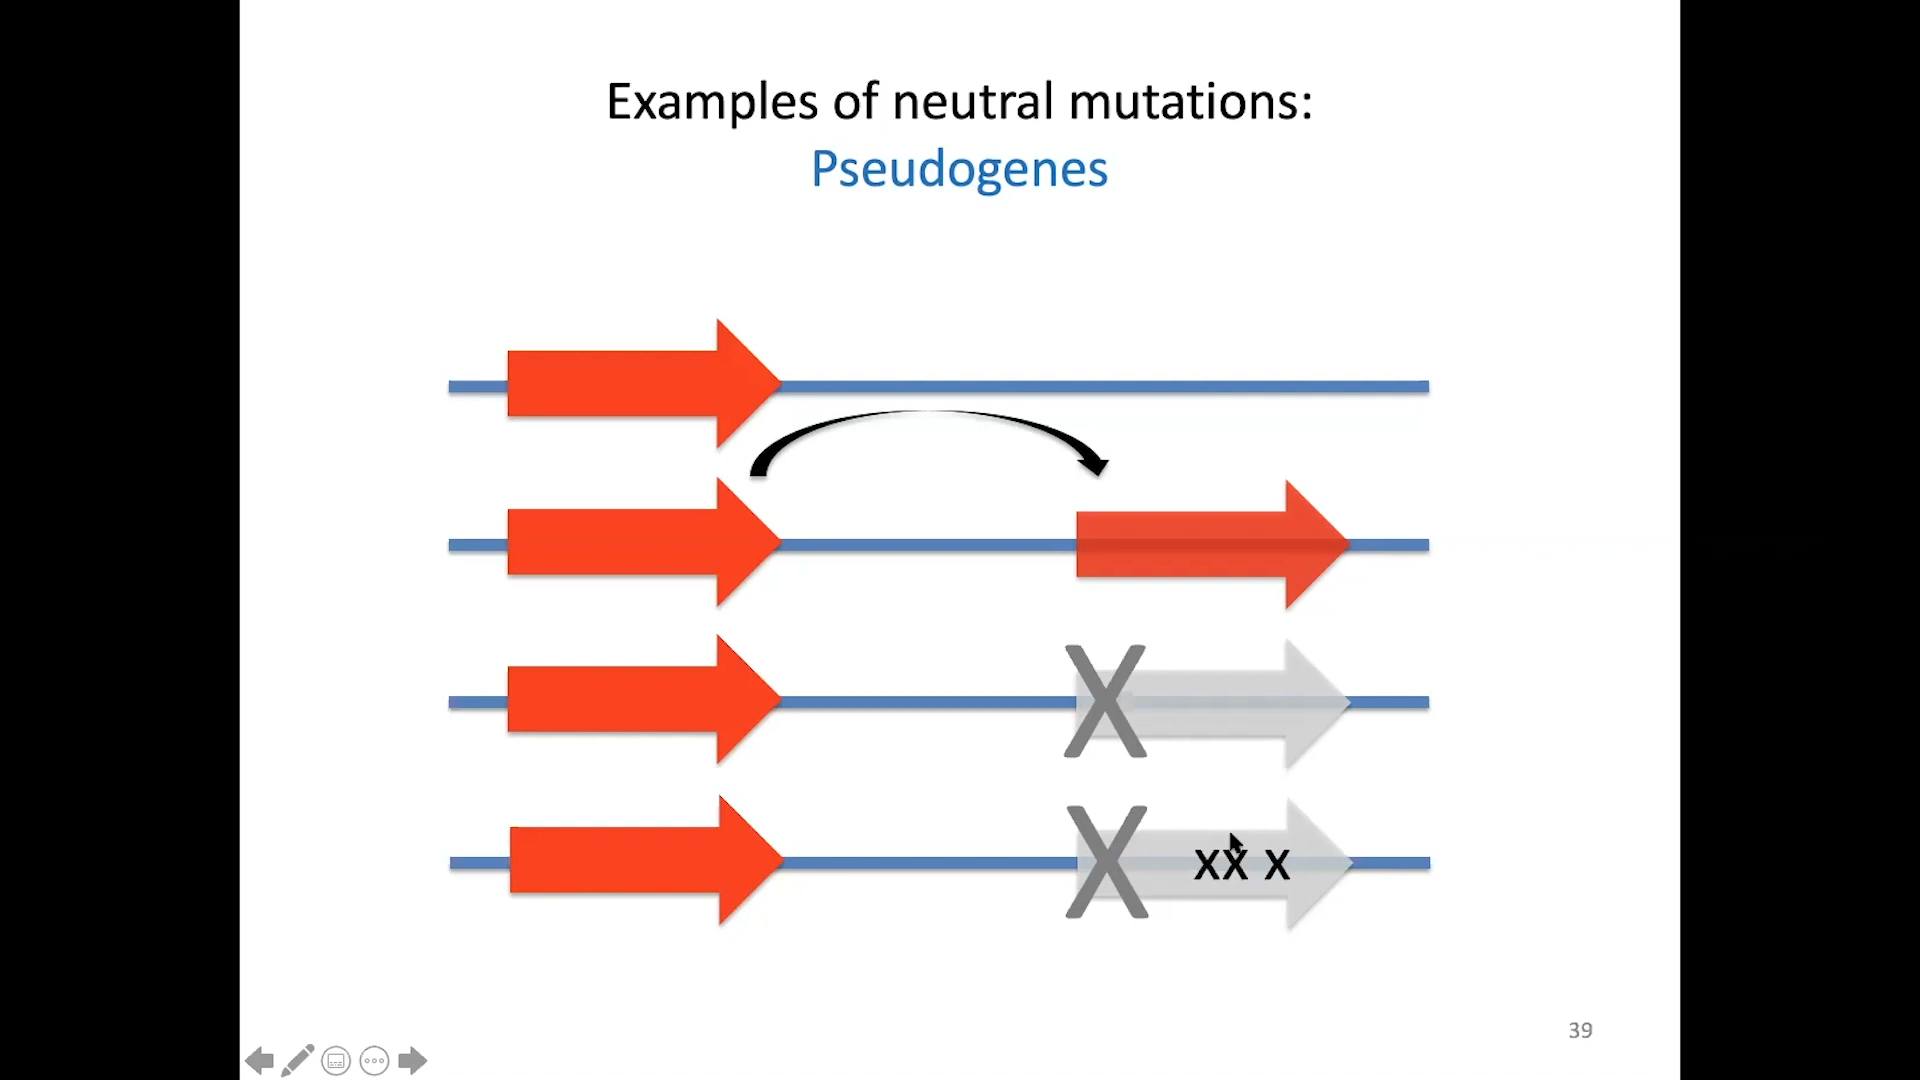 Examples of neutral mutations:
Pseudogenes
X
X
xx x
39